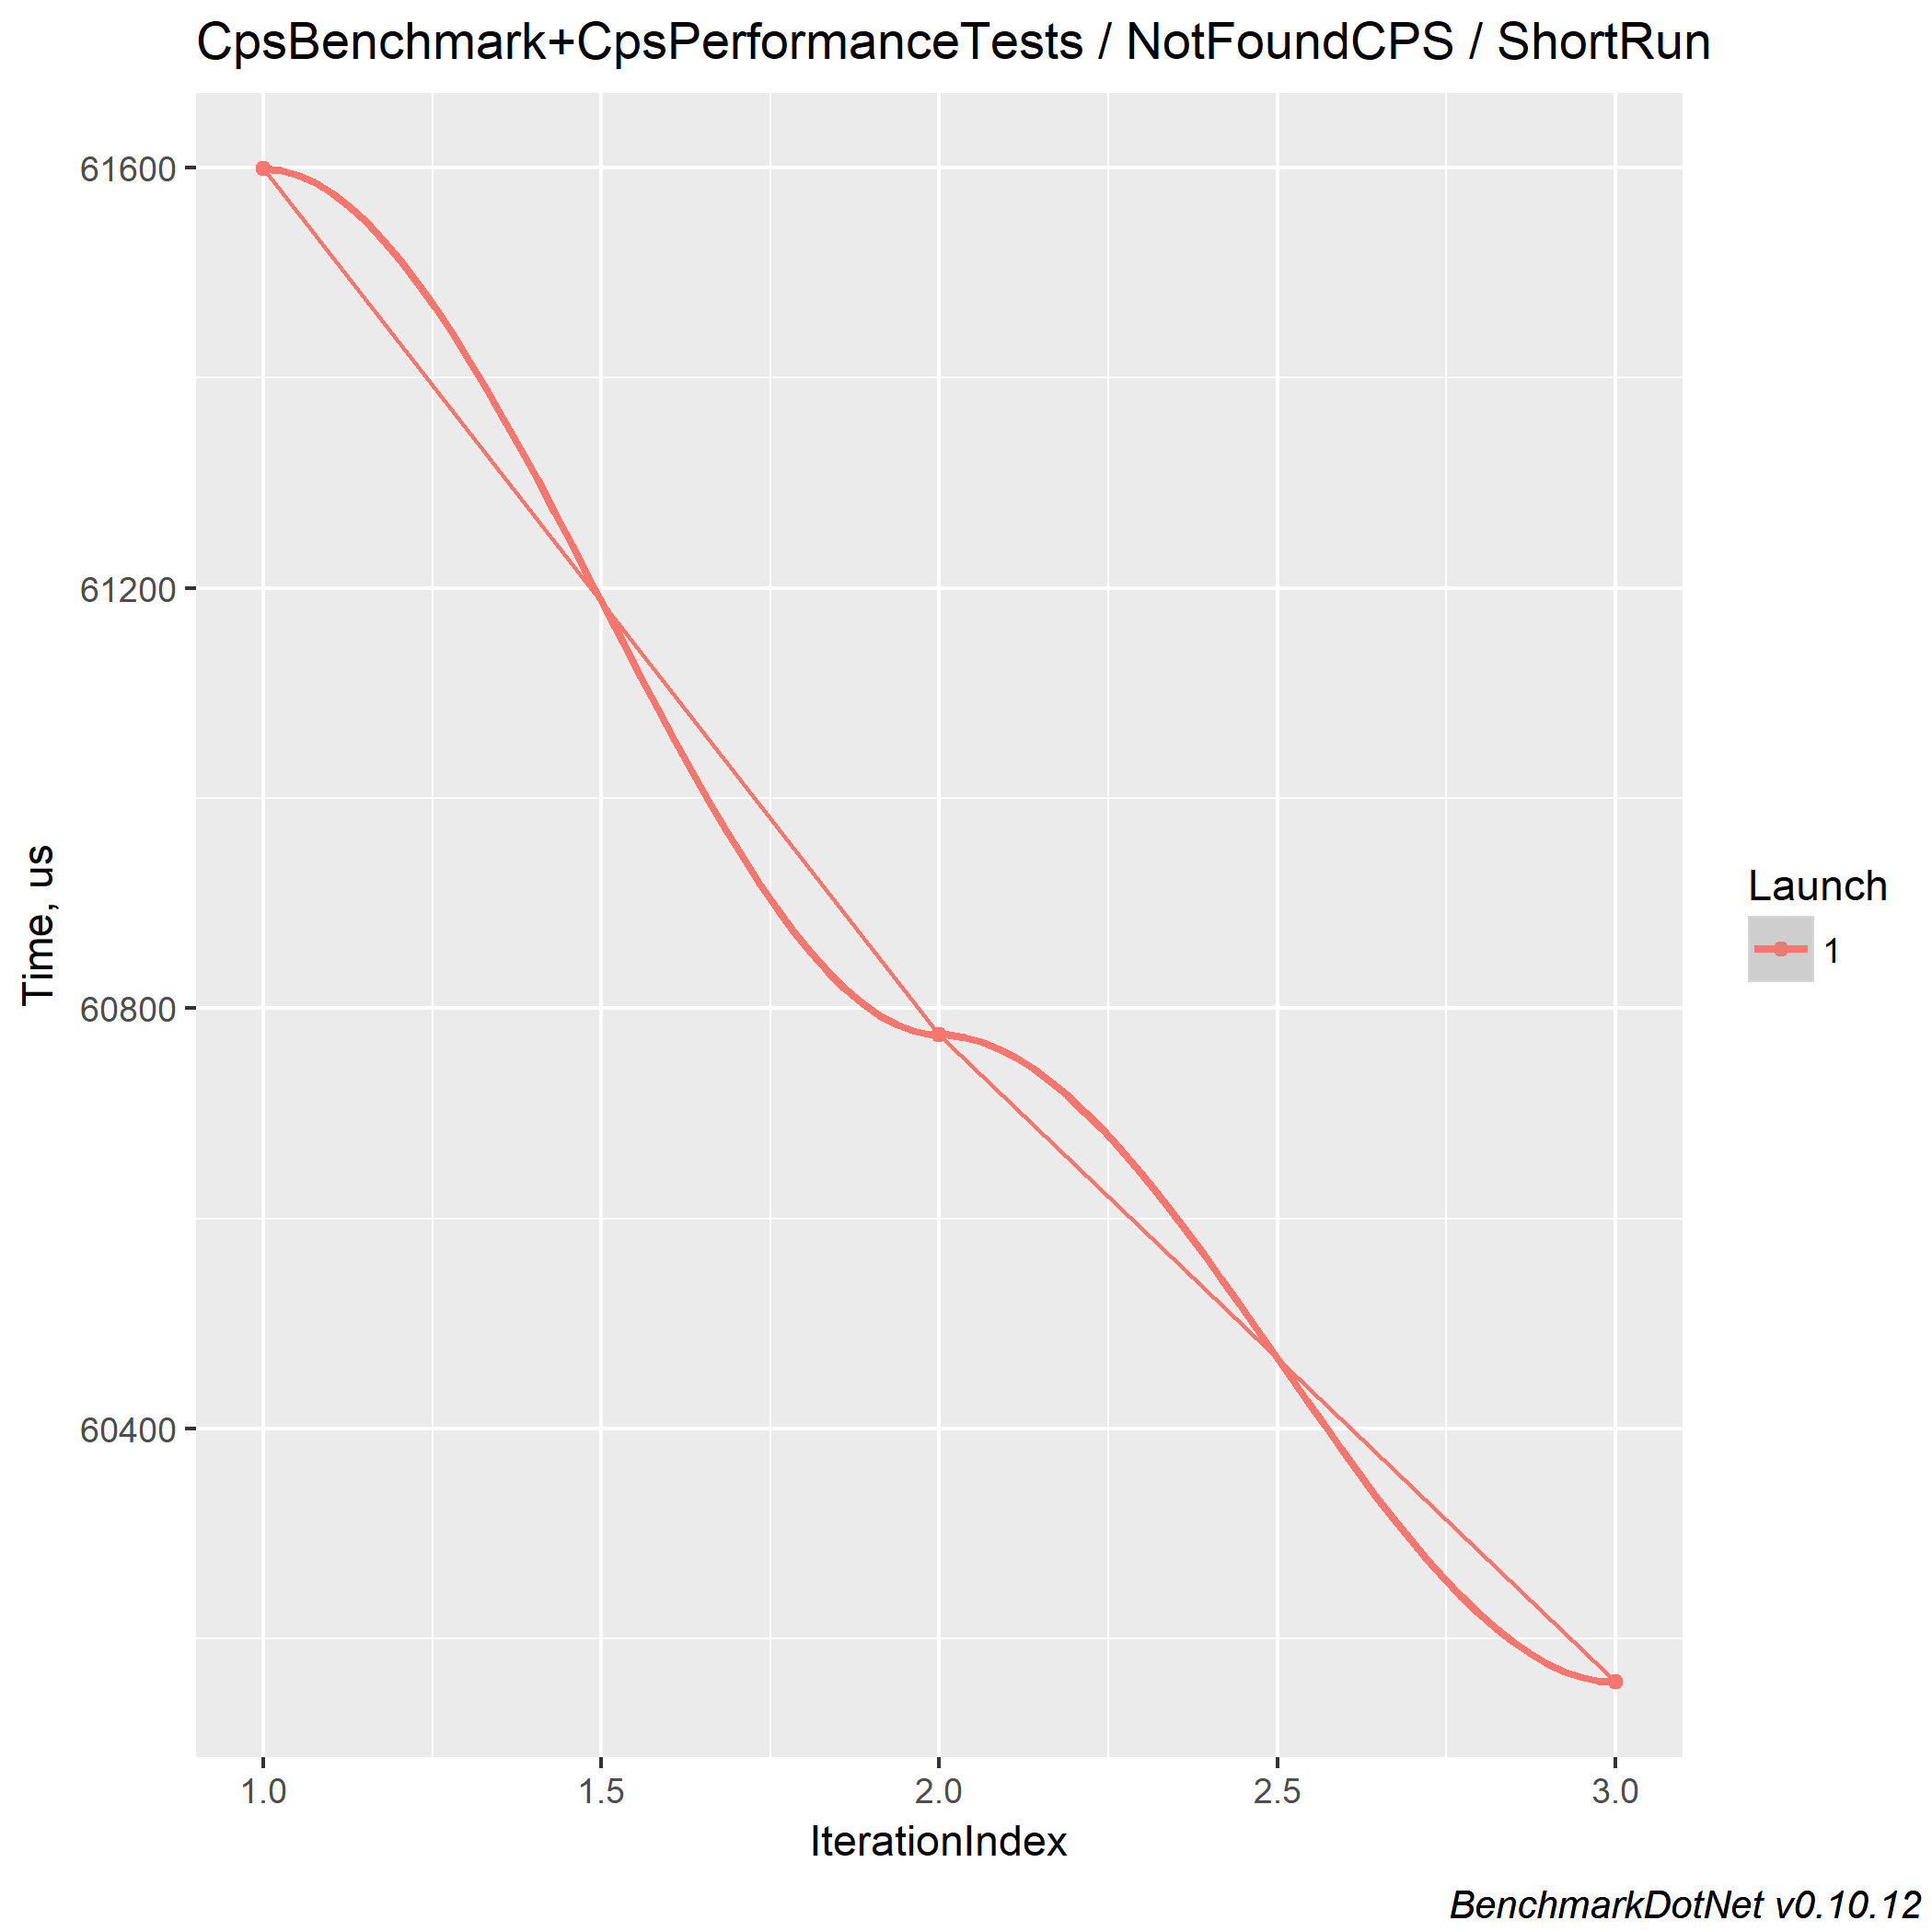 CpsBenchmark+CpsPerformanceTests / NotFoundCPS / ShortRun
61600
61200
60800
60400
Time, us
Launch
1
1.0 1.5 2.0 2.5 3.0
IterationIndex
BenchmarkDotNet v0.10.12